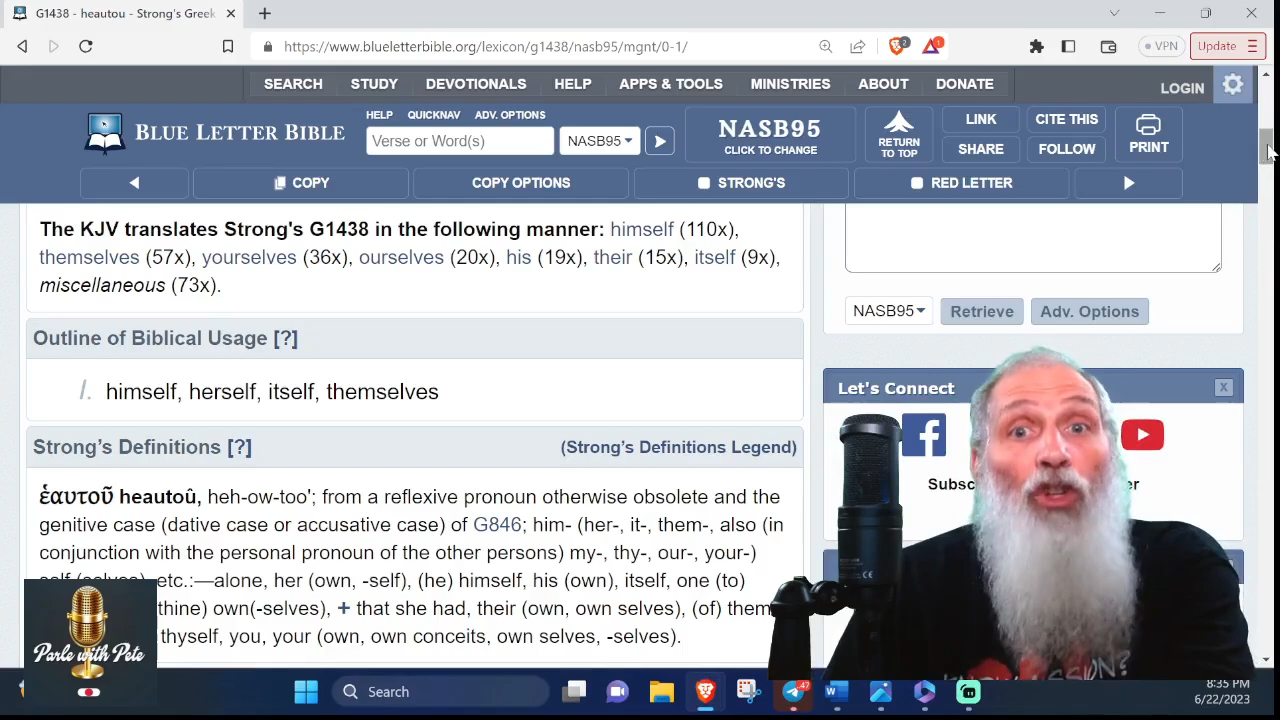 G1438 - heautou - Strong's Greek
https://www.blueletterbible.org/lexicon/g1438/nasb95/mgnt/0-1/
2
1
VPN
Update
SEARCH STUDY DEVOTIONALS HELP APPS & TOOLS MINISTRIES ABOUT DONATE
LOGIN
BLUE LETTER BIBLE
HELP QUICKNAV ADV. OPTIONS
Verse or Word(s)
NASB95
NASB95
CLICK TO CHANGE
RETURN
TO TOP
LINK
CITE THIS
SHARE
FOLLOW
PRINT
COPY
COPY OPTIONS
STRONG'S
RED LETTER
The KJV translates Strong's G1438 in the following manner: himself (110x),
themselves (57x), yourselves (36x), ourselves (20x), his (19x), their (15x), itself (9x),
miscellaneous (73x).
NASB95
Retrieve
Adv. Options
Outline of Biblical Usage [?]
I. himself, herself, itself, themselves
Let's Connect
X
Subsc
er
Strong's Definitions [?]
(Strong's Definitions Legend)
ἑαυτοῦ heautoû, heh-ow-too'; from a reflexive pronoun otherwise obsolete and the
genitive case (dative case or accusative case) of G846; him- (her-, it-, them-, also (in
conjunction with the personal pronoun of the other persons) my-, thy-, our-, your-)
self (selves), etc.:—alone, her (own, -self), (he) himself, his (own), itself, one (to)
thine) own(-selves), + that she had, their (own, own selves), (of) them
thyself, you, your (own, own conceits, own selves, -selves).
Parle with Pete
Search
47
8:35 PM
6/22/2023